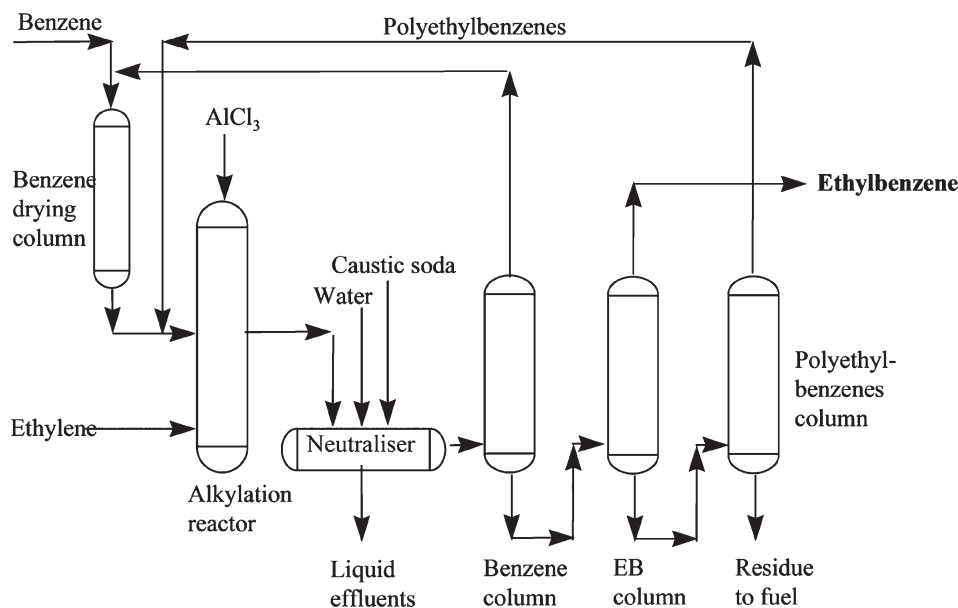 Benzene
Polyethylbenzenes
AlCl3
Benzene
drying
column
Ethylbenzene
Caustic soda
Water
Polyethyl-
benzenes
column
Ethylene
Neutraliser
Alkylation
reactor
Liquid
effluents
Benzene
column
EB
column
Residue
to fuel